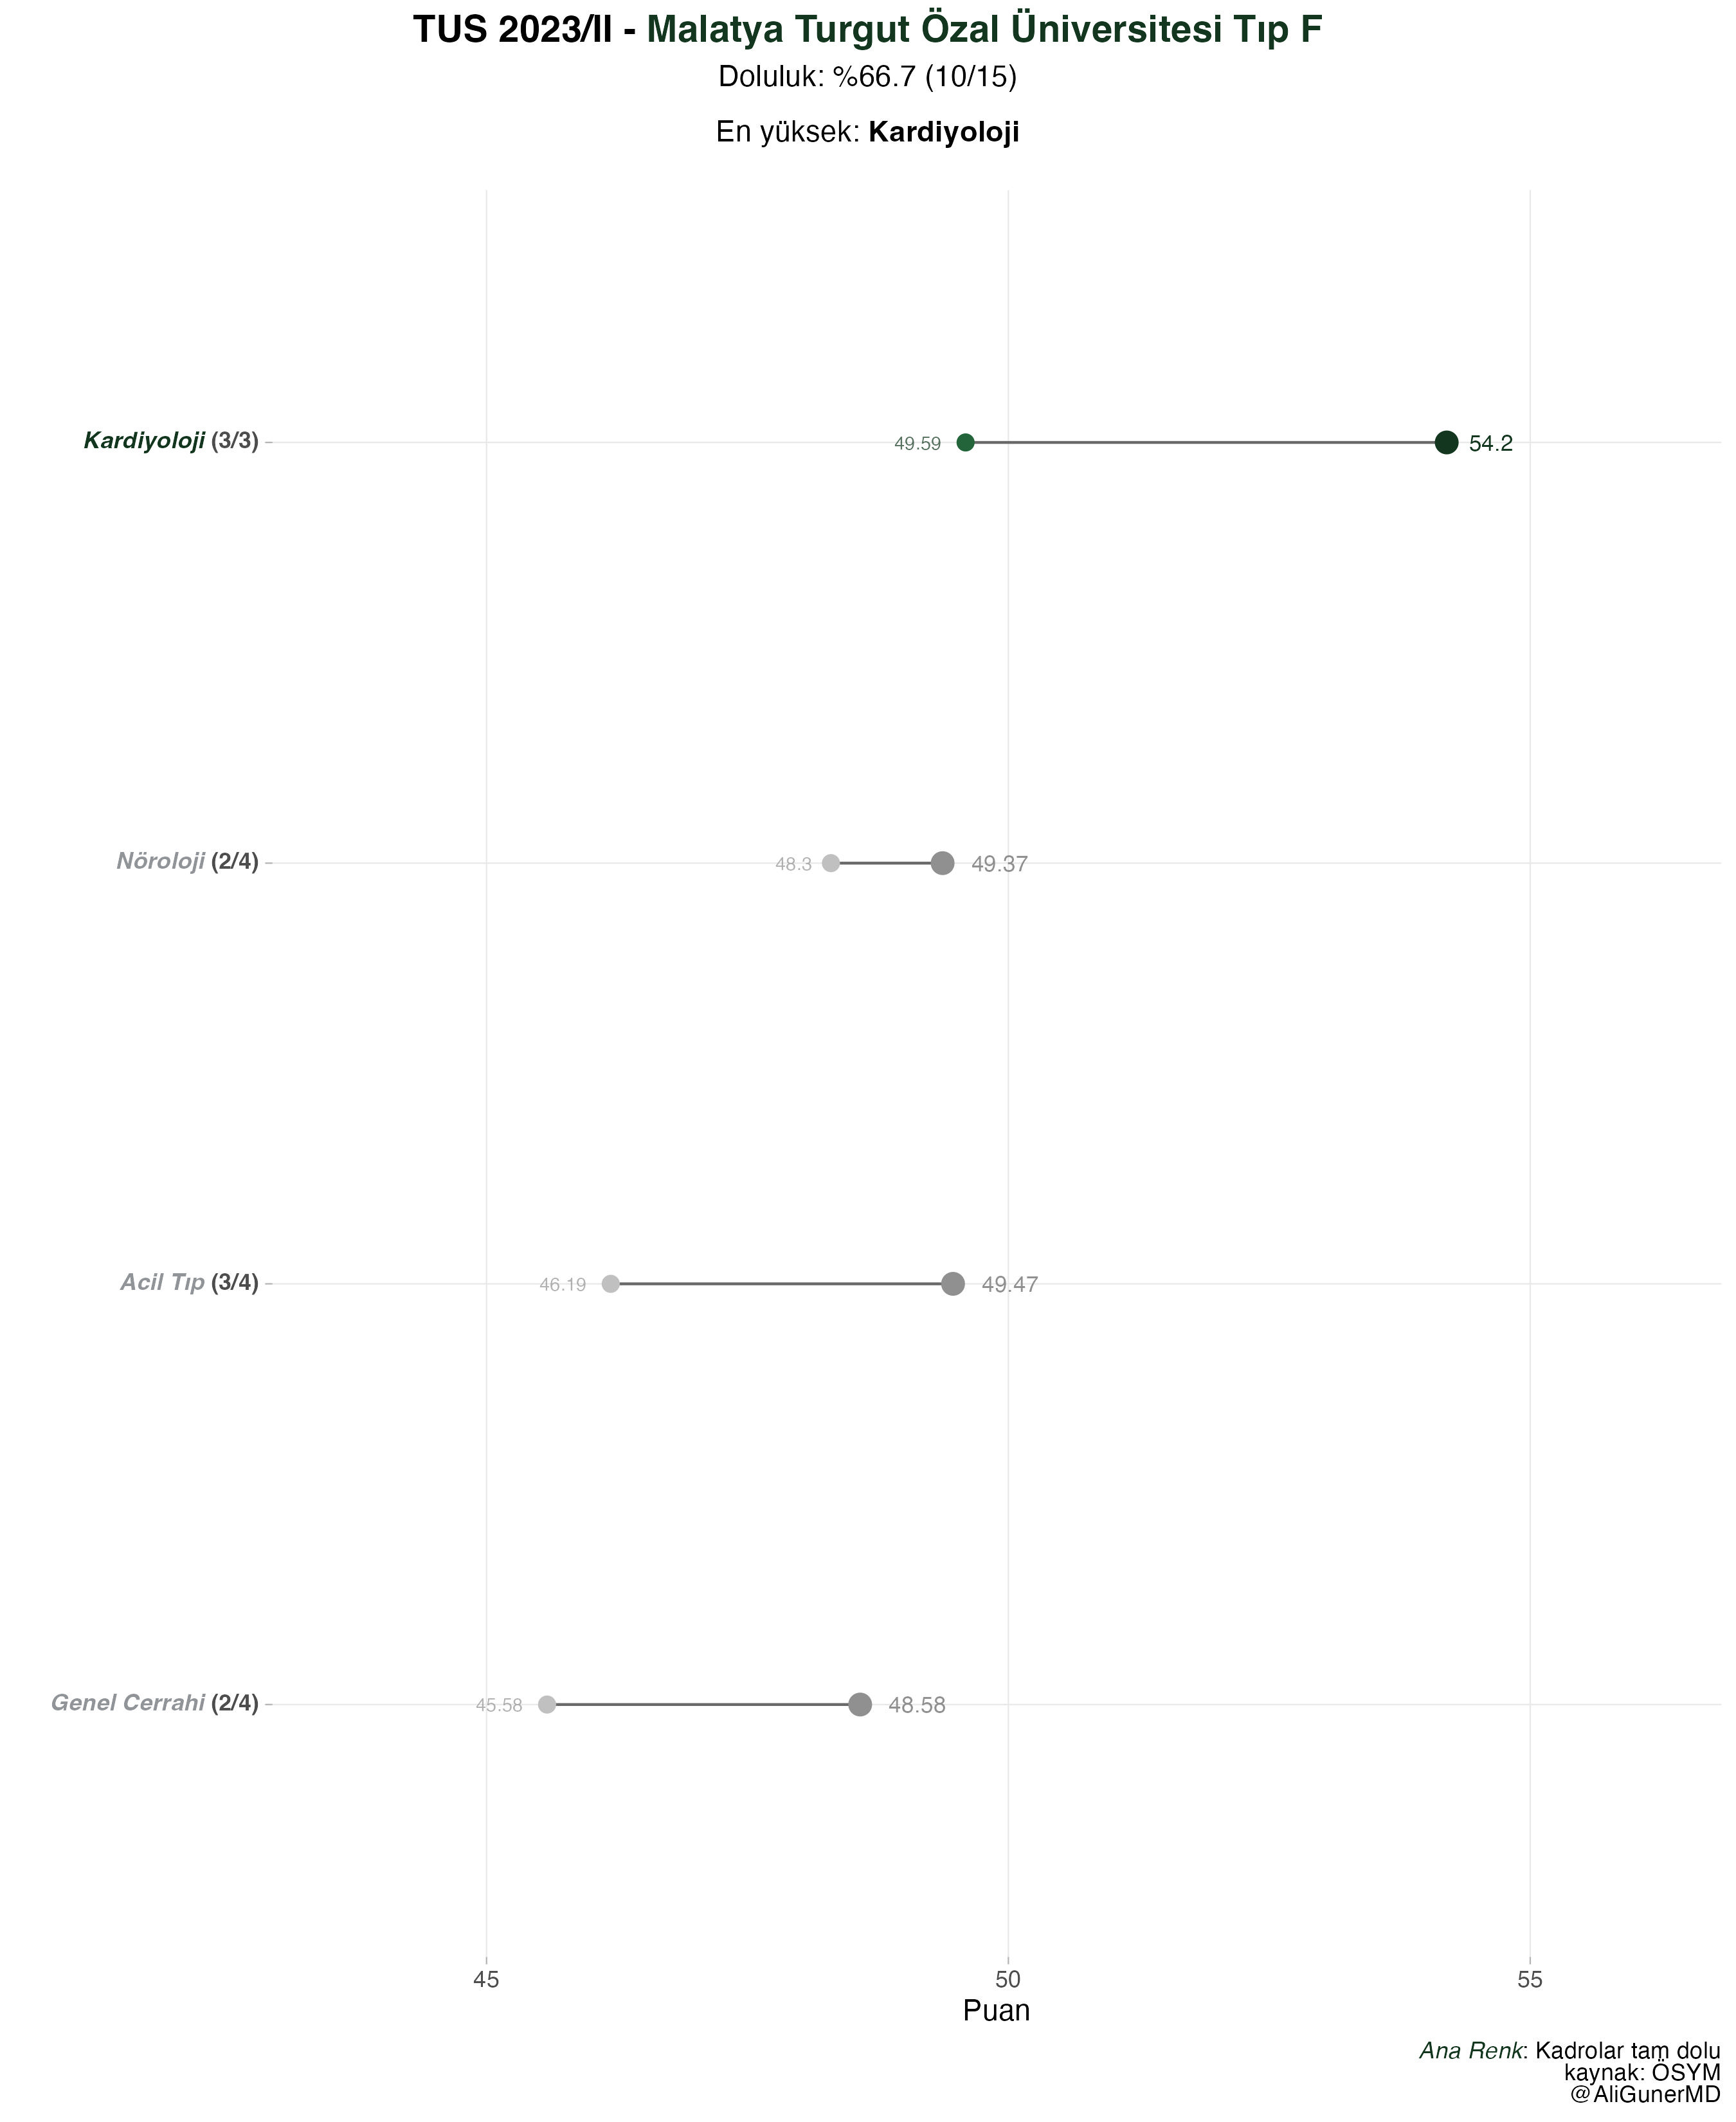 TUS 2023/II - Malatya Turgut Özal Üniversitesi Tıp F
Doluluk: %66.7 (10/15)
En yüksek: Kardiyoloji
Kardiyoloji (3/3)
49.59
54.2
Nöroloji (2/4)
48.3
49.37
Acil Tıp (3/4)
46.19
49.47
Genel Cerrahi (2/4)
45.58
48.58
45
50
55
Puan
Ana Renk: Kadrolar tam dolu
kaynak: ÖSYM
@AliGunerMD